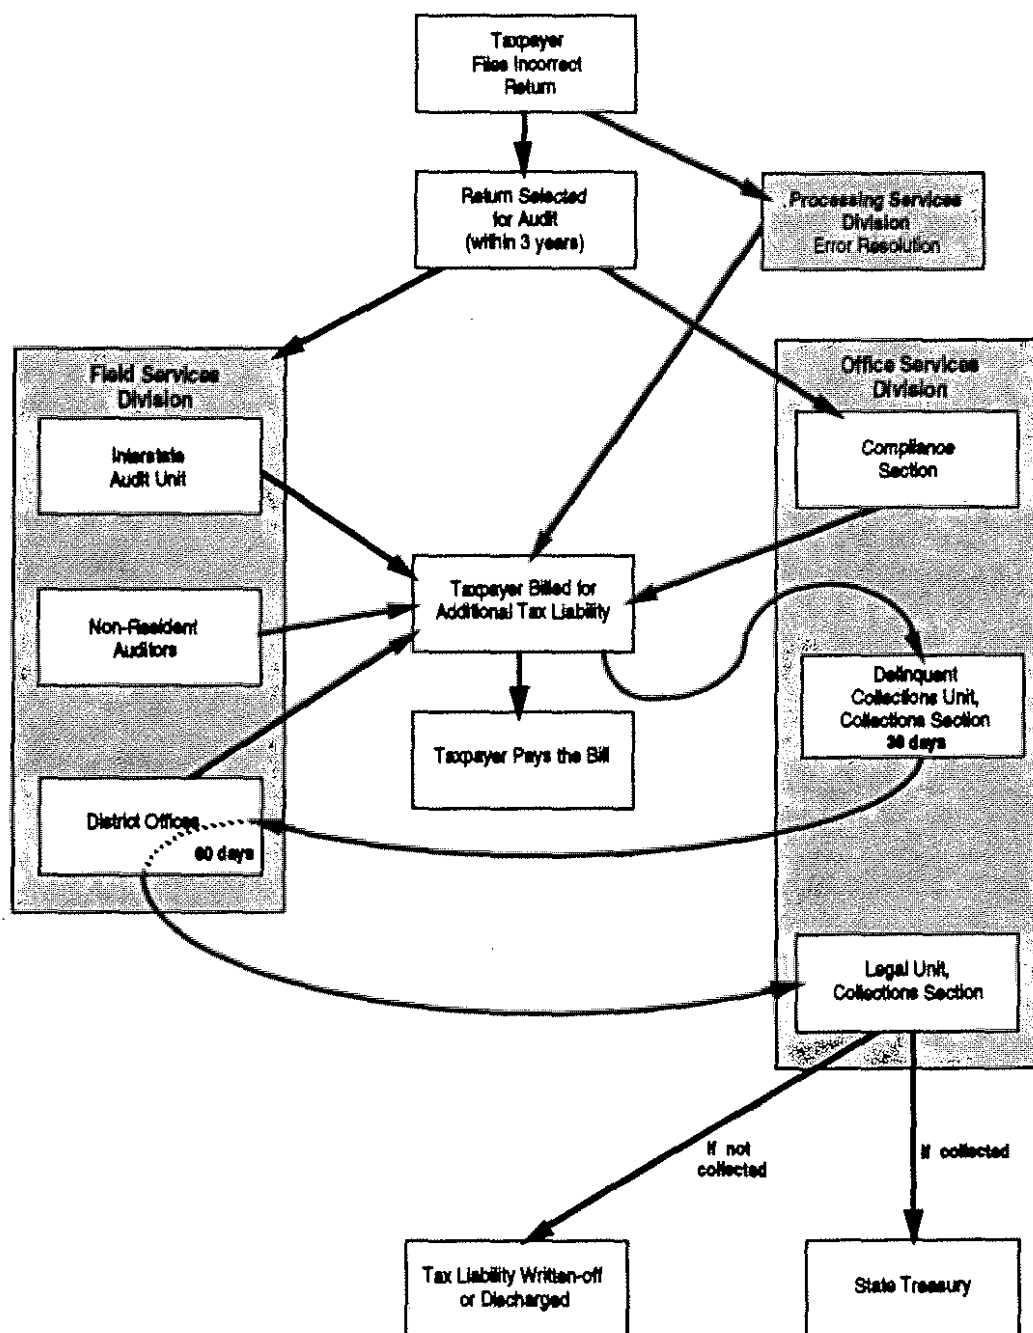 Taxpayer
Files Incorrect
Return
Return Selected
for Audit
(within 3 years)
Processing Services
Division
Error Resolution
Field Services
Division
Interstate
Audit Unit
Non-Resident
Auditors
District Offices
60 days
Office Services
Division
Compliance
Section
Taxpayer Billed for
Additional Tax Liability
Taxpayer Pays the Bill
Delinquent
Collections Unit,
Collections Section
30 days
Legal Unit,
Collections Section
If not
collected
If collected
Tax Liability Written-off
or Discharged
State Treasury